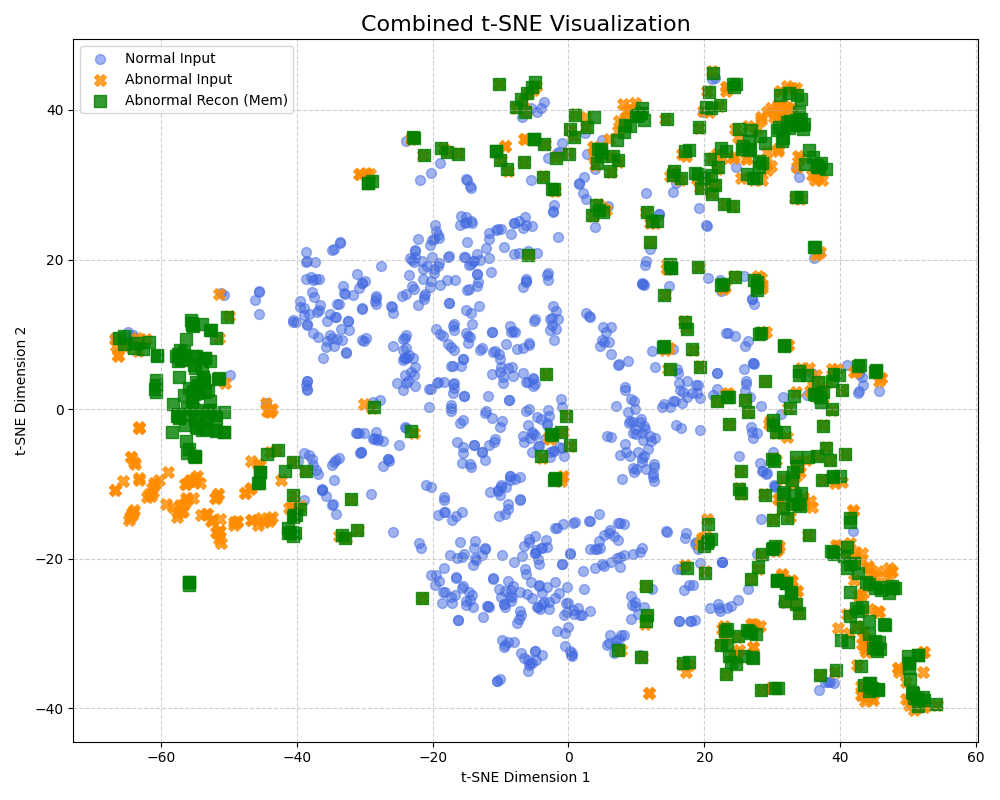 Combined t-SNE Visualization
Normal Input
Abnormal Input
Abnormal Recon (Mem)
t-SNE Dimension 2
40
20
0
−20
−40
−60
−40
−20
0
20
40
60
t-SNE Dimension 1